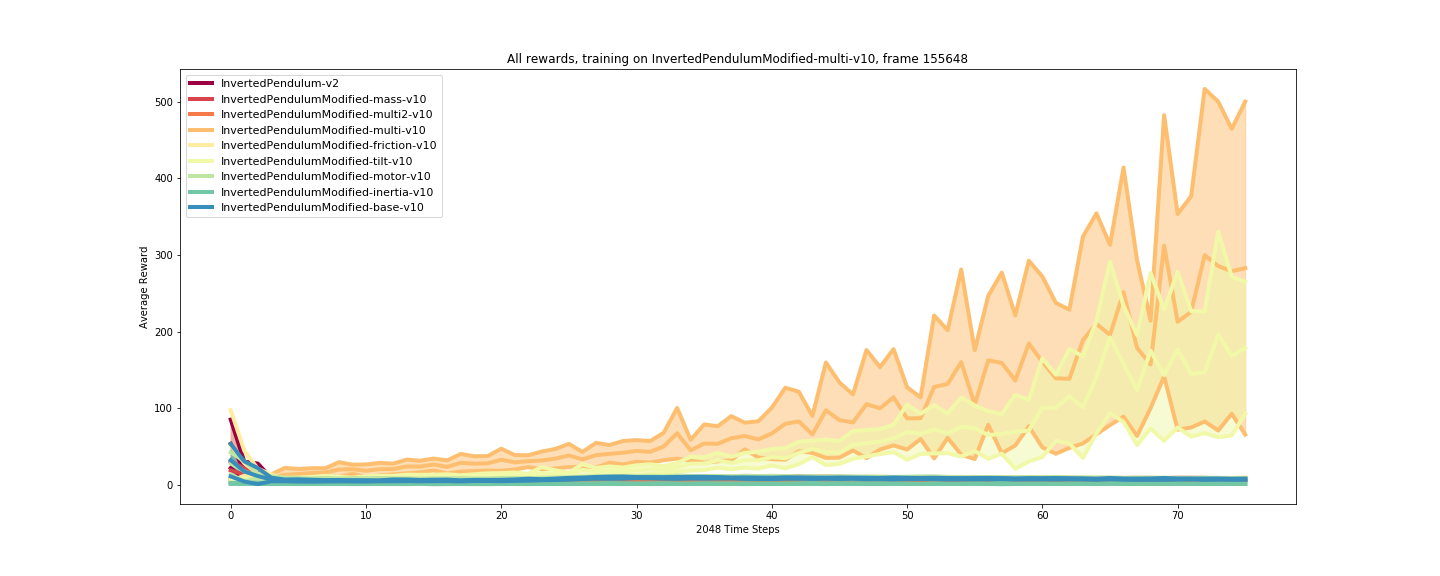 All rewards, training on InvertedPendulumModified-multi-v10, frame 155648
InvertedPendulum-v2
InvertedPendulumModified-mass-v10
InvertedPendulumModified-multi2-v10
InvertedPendulumModified-multi-v10
InvertedPendulumModified-friction-v10
InvertedPendulumModified-tilt-v10
InvertedPendulumModified-motor-v10
InvertedPendulumModified-inertia-v10
InvertedPendulumModified-base-v10
500
400
300
200
100
0
Average Reward
0 10 20 30 40 50 60 70
2048 Time Steps